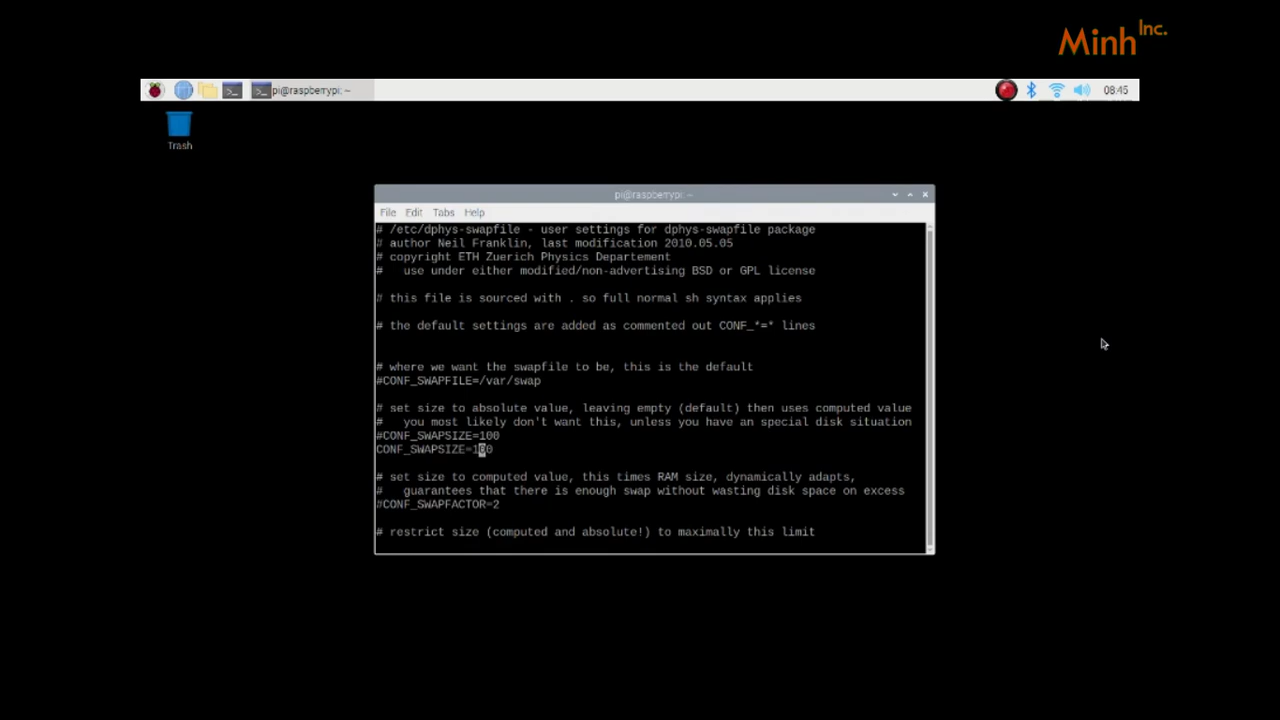 Minh Inc.
pi@raspberrypi: ~
08:45
Trash
pi@raspberrypi: ~
File Edit Tabs Help
# /etc/dphys-swapfile - user settings for dphys-swapfile package
# author Neil Franklin, last modification 2010.05.05
# copyright ETH Zuerich Physics Departement
#   use under either modified/non-advertising BSD or GPL license
# this file is sourced with . so full normal sh syntax applies
# the default settings are added as commented out CONF_*=* lines
# where we want the swapfile to be, this is the default
#CONF_SWAPFILE=/var/swap
# set size to absolute value, leaving empty (default) then uses computed value
#   you most likely don't want this, unless you have an special disk situation
#CONF_SWAPSIZE=100
CONF_SWAPSIZE=100
# set size to computed value, this times RAM size, dynamically adapts,
#   guarantees that there is enough swap without wasting disk space on excess
#CONF_SWAPFACTOR=2
# restrict size (computed and absolute!) to maximally this limit